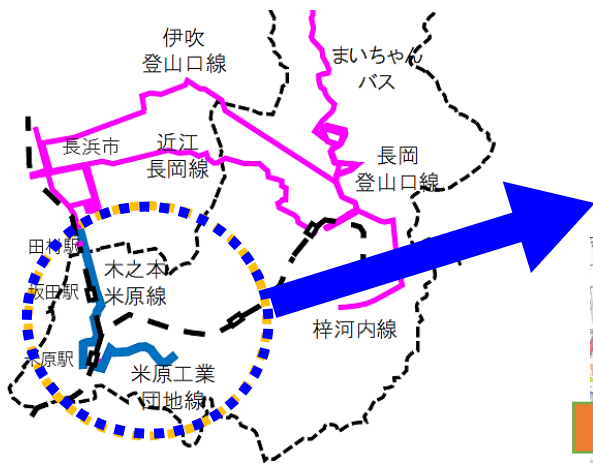 伊吹
登山口線
まいちゃん
バス
長浜市
近江
長岡線
長岡
登山口線
田村駅
木之本
米原線
坂田駅
梓河内線
米原駅
米原工業
団地線